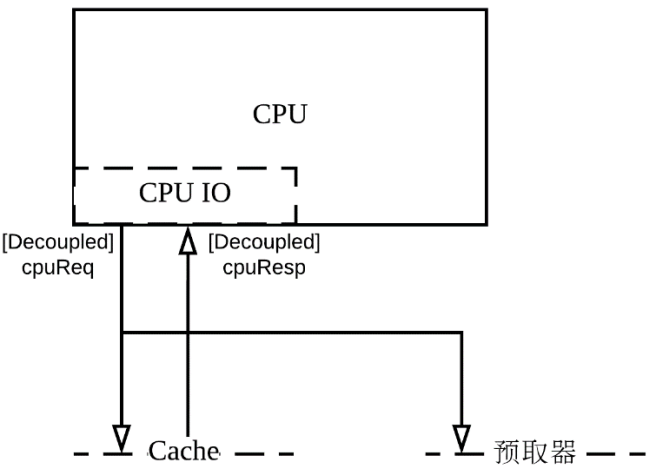 CPU
CPU IO
[Decoupled]
cpuReq
[Decoupled]
cpuResp
Cache
预取器